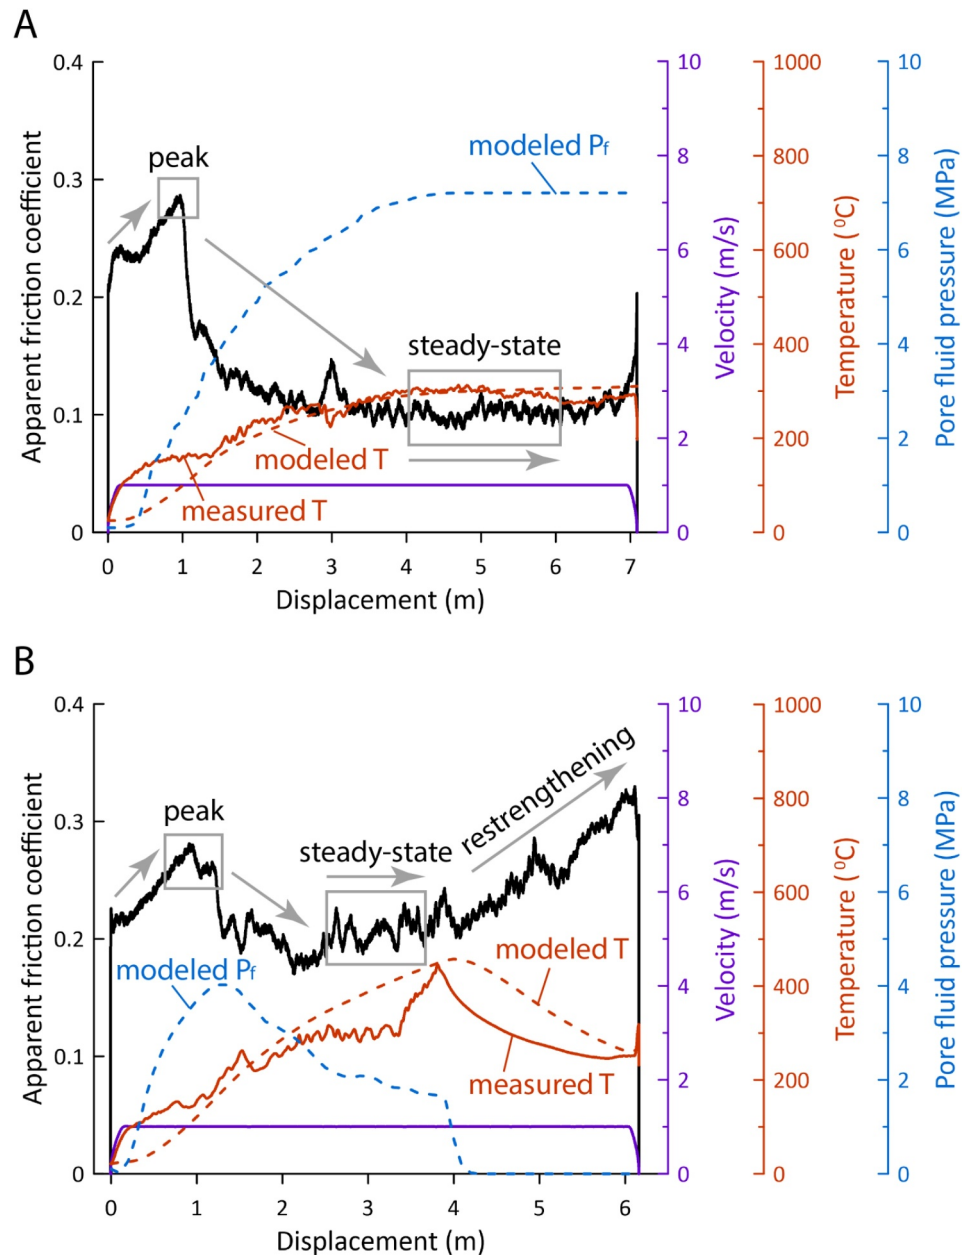 A
0.4
0.3
0.2
0.1
0
Apparent friction coefficient
peak
modeled Pf
steady-state
modeled T
measured T
0 1 2 3 4 5 6 7
Displacement (m)
10
8
6
4
2
0
Velocity (m/s)
1000
800
600
400
200
0
Temperature (⁰C)
10
8
6
4
2
0
Pore fluid pressure (MPa)
B
0.4
0.3
0.2
0.1
0
Apparent friction coefficient
peak
steady-state
restrengthening
modeled Pf
modeled T
measured T
0 1 2 3 4 5 6
Displacement (m)
10
8
6
4
2
0
Velocity (m/s)
1000
800
600
400
200
0
Temperature (⁰C)
10
8
6
4
2
0
Pore fluid pressure (MPa)